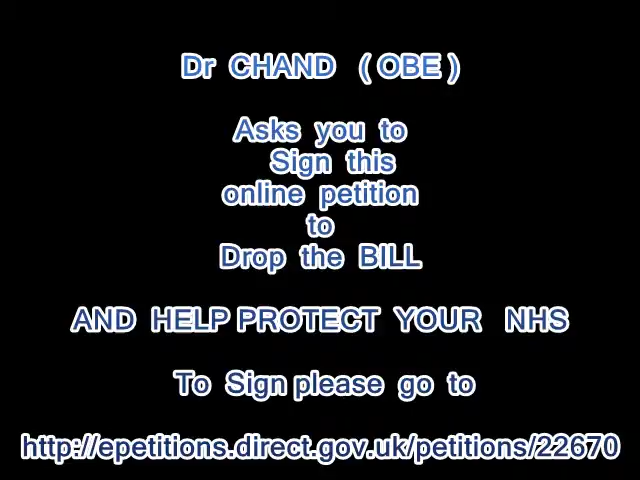 Dr CHAND ( OBE )
Asks you to
Sign this
online petition
to
Drop the BILL
AND HELP PROTECT YOUR NHS
To Sign please go to
http://epetitions.direct.gov.uk/petitions/22670